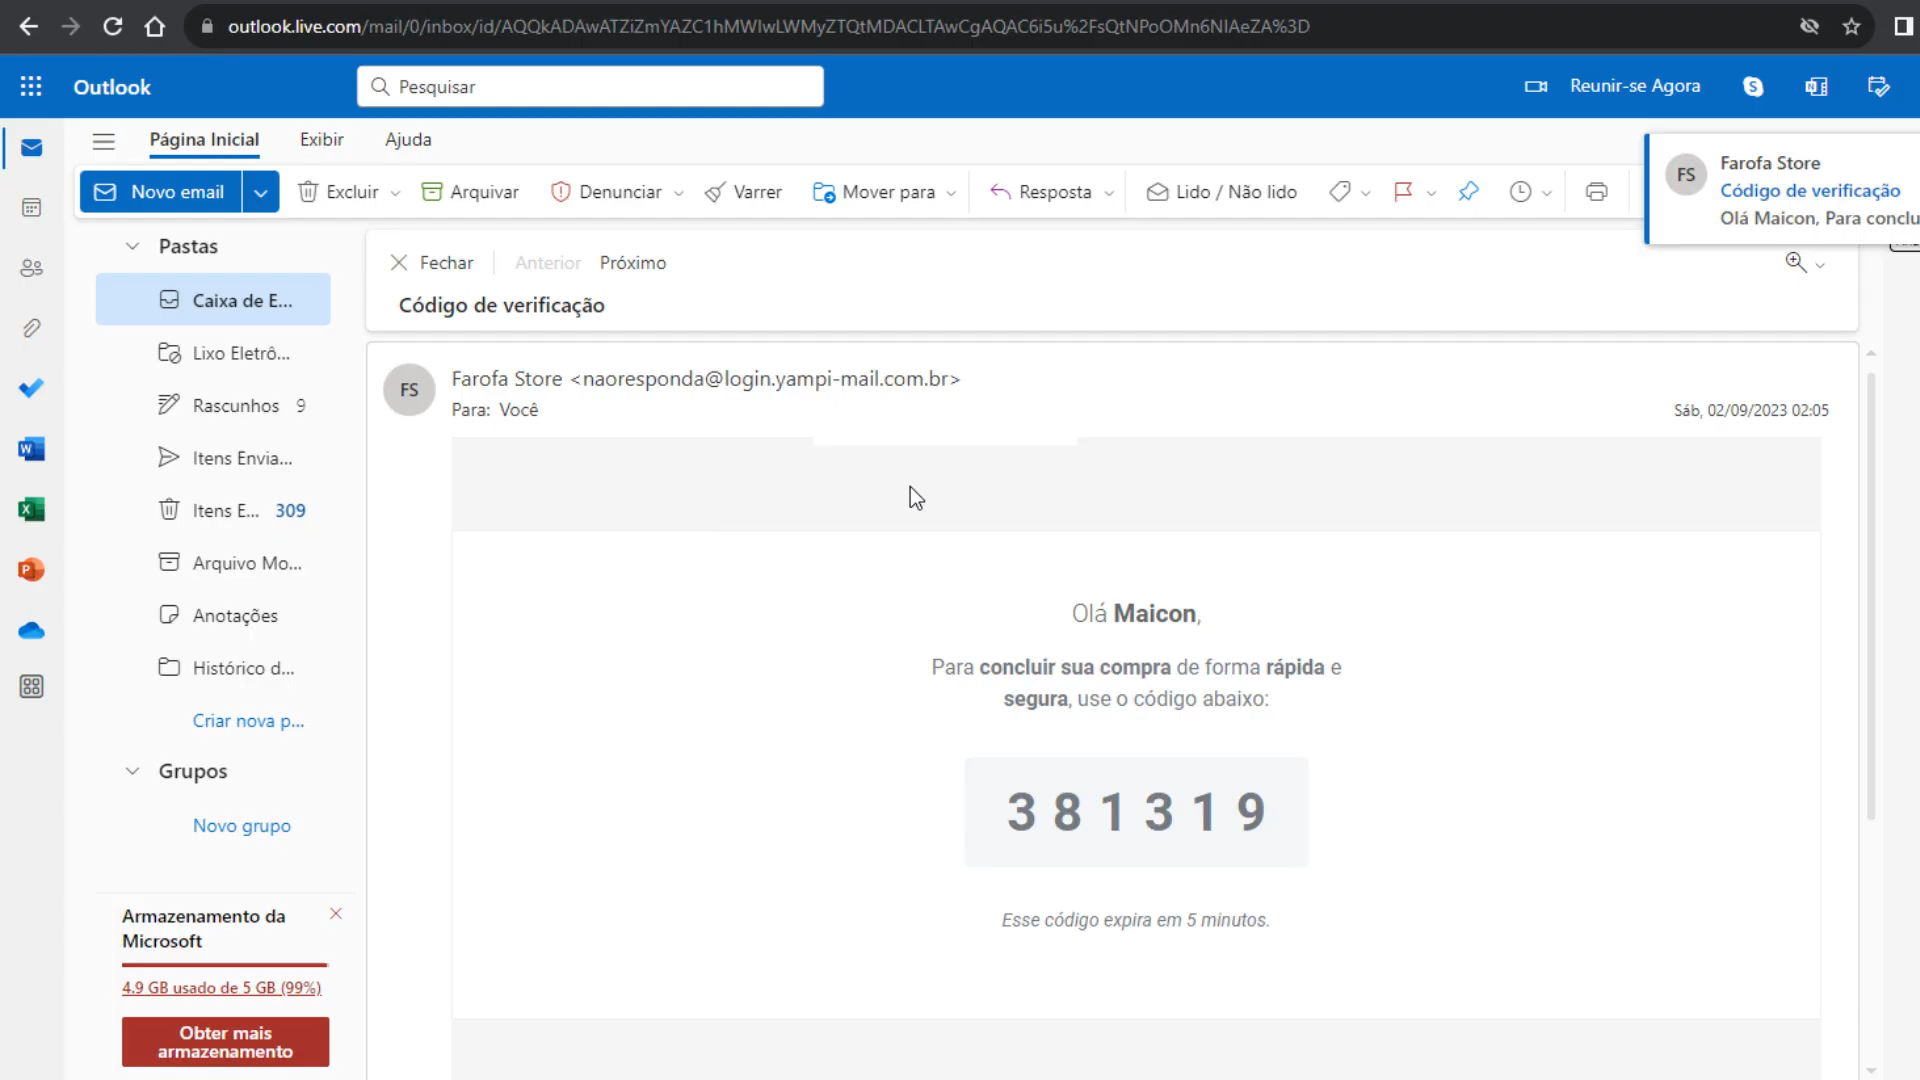 outlook.live.com/mail/0/inbox/id/AQQkADAwATZiZmYAZC1hMWIwLWMyZTQtMDACLTAwCgAQAC6i5u%2FsQtNPoOMn6NlAeZA%3D
Outlook
Pesquisar
Reunir-se Agora
Página Inicial
Exibir
Ajuda
Novo email
Excluir
Arquivar
Denunciar
Varrer
Mover para
Resposta
Lido / Não lido
FS
Farofa Store
Código de verificação
Olá Maicon, Para conclu
Pastas
Caixa de E...
Lixo Eletrô...
Rascunhos 9
Itens Envia...
Itens E... 309
Arquivo Mo...
Anotações
Histórico d...
Criar nova p...
Grupos
Novo grupo
Armazenamento da
Microsoft
4.9 GB usado de 5 GB (99%)
Obter mais
armazenamento
Fechar
Anterior
Próximo
Código de verificação
FS
Farofa Store <naoresponda@login.yampi-mail.com.br>
Para: Você
Sáb, 02/09/2023 02:05
Olá Maicon,
Para concluir sua compra de forma rápida e
segura, use o código abaixo:
381319
Esse código expira em 5 minutos.